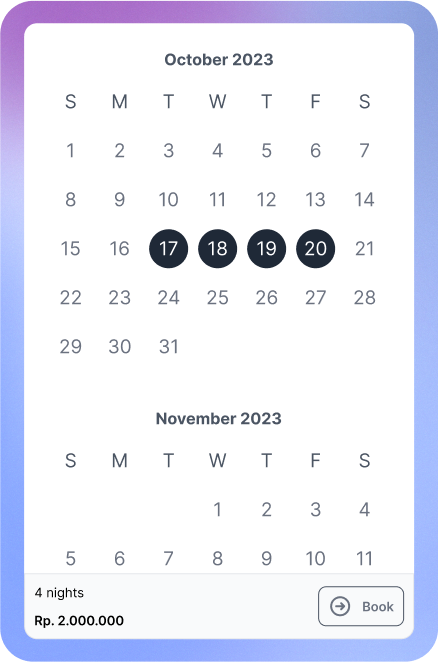 October 2023
S M T W T F S
1 2 3 4 5 6 7
8 9 10 11 12 13 14
15 16 17 18 19 20 21
22 23 24 25 26 27 28
29 30 31
November 2023
S M T W T F S
1 2 3 4
5 6 7 8 9 10 11
4 nights
Rp. 2.000.000
Book